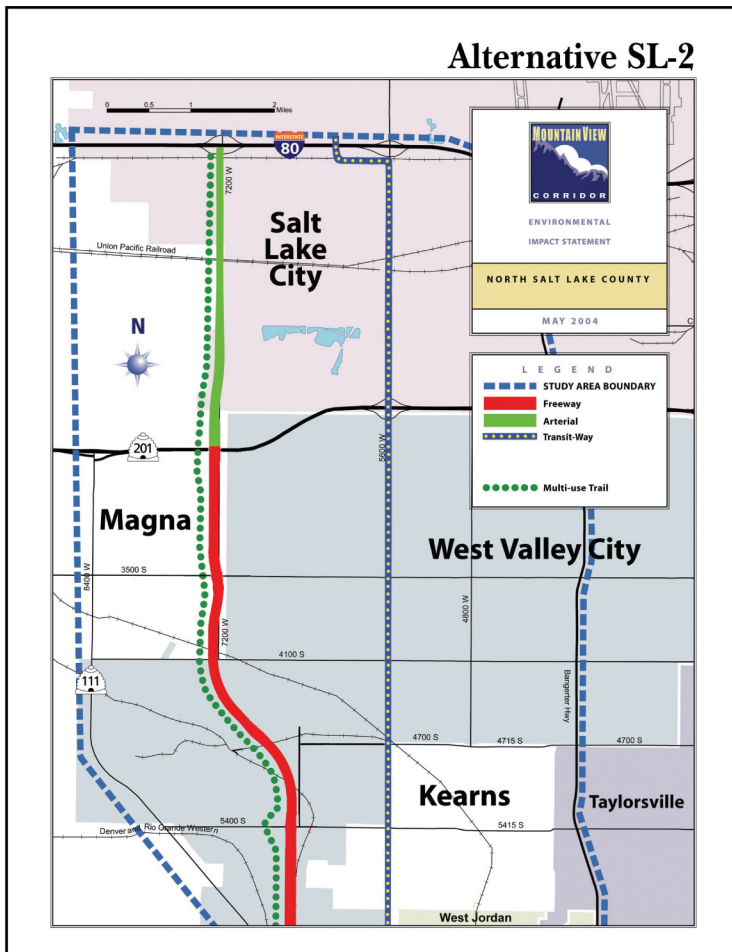 Alternative SL-2
0 0.5 1 2
Miles
INTERSTATE
80
7200 W
Salt
Lake
City
Union Pacific Railroad
N
MOUNTAIN VIEW
CORRIDOR
ENVIRONMENTAL
IMPACT STATEMENT
NORTH SALT LAKE COUNTY
MAY 2004
C
LEGEND
STUDY AREA BOUNDARY
Freeway
Arterial
Transit-Way
Multi-use Trail
201
5600 W
Magna
West Valley City
3500 S
8400 W
7200 W
4800 W
4100 S
111
Bangerter Hwy
4700 S
4715 S
4700 S
Kearns
Taylorsville
5400 S
5415 S
Denver and Rio Grande Western
West Jordan